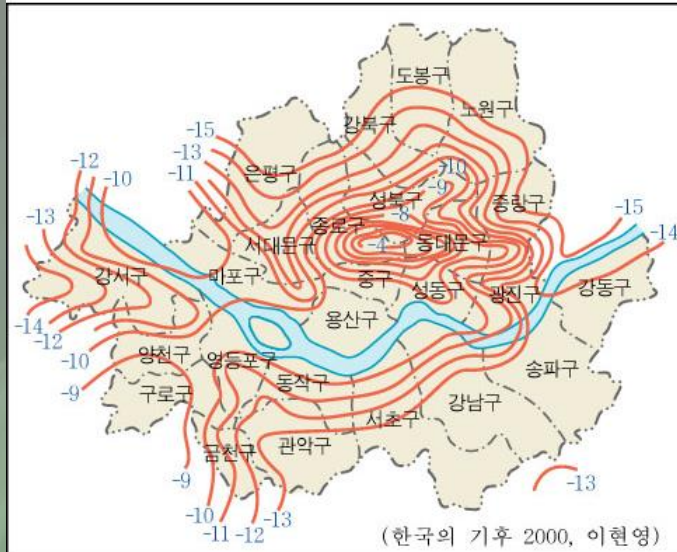 도봉구
노원구
-15
강북구
-13
-12
-11
은평구
-10
-10
성북구
-9
중랑구
-13
-8
종로구
-15
서대문구
-4
동대문구
-14
강서구
마포구
중구
성동구
광진구
강동구
-14
용산구
-12
양천구
영등포구
송파구
-10
동작구
-9
구로구
서초구
강남구
금천구
관악구
-9
-13
-10
-11
-12
-13
(한국의 기후 2000, 이현영)